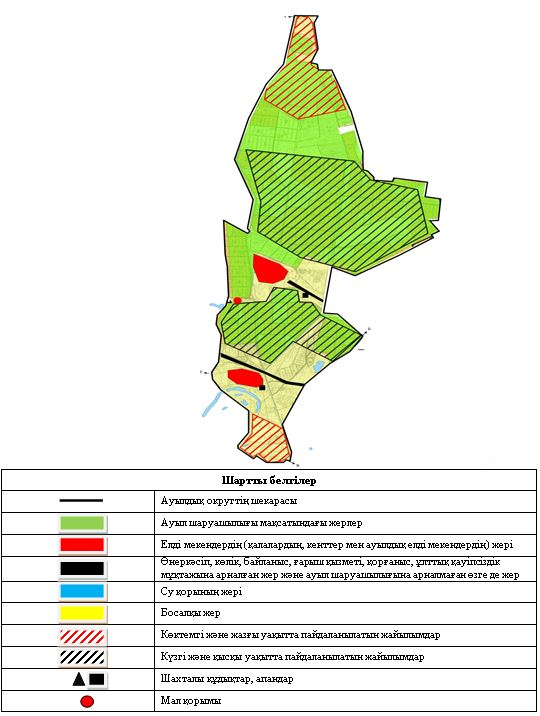 Шартты белгілер
Ауылдық округтің шекарасы
Ауыл шаруашылығы мақсатындағы жерлер
Елді мекендердің (қалалардың, кенттер мен ауылдық елді мекендердің) жері
Өнеркәсіп, көлік, байланыс, ғарыш қызметі, қорғаныс, ұлттық қауіпсіздік
мұқтажына арналған жер және ауыл шаруашылығына арналмаған өзге де жер
Су қорының жері
Босалқы жер
Көктемгі және жазғы уақытта пайдаланылатын жайылымдар
Күзгі және қысқы уақытта пайдаланылатын жайылымдар
Шахталы құдықтар, апандар
Мал қорымы